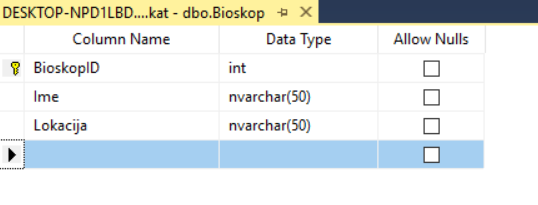 DESKTOP-NPD1LBD....kat - dbo.Bioskop
Column Name Data Type Allow Nulls
BioskopID int
Ime nvarchar(50)
Lokacija nvarchar(50)